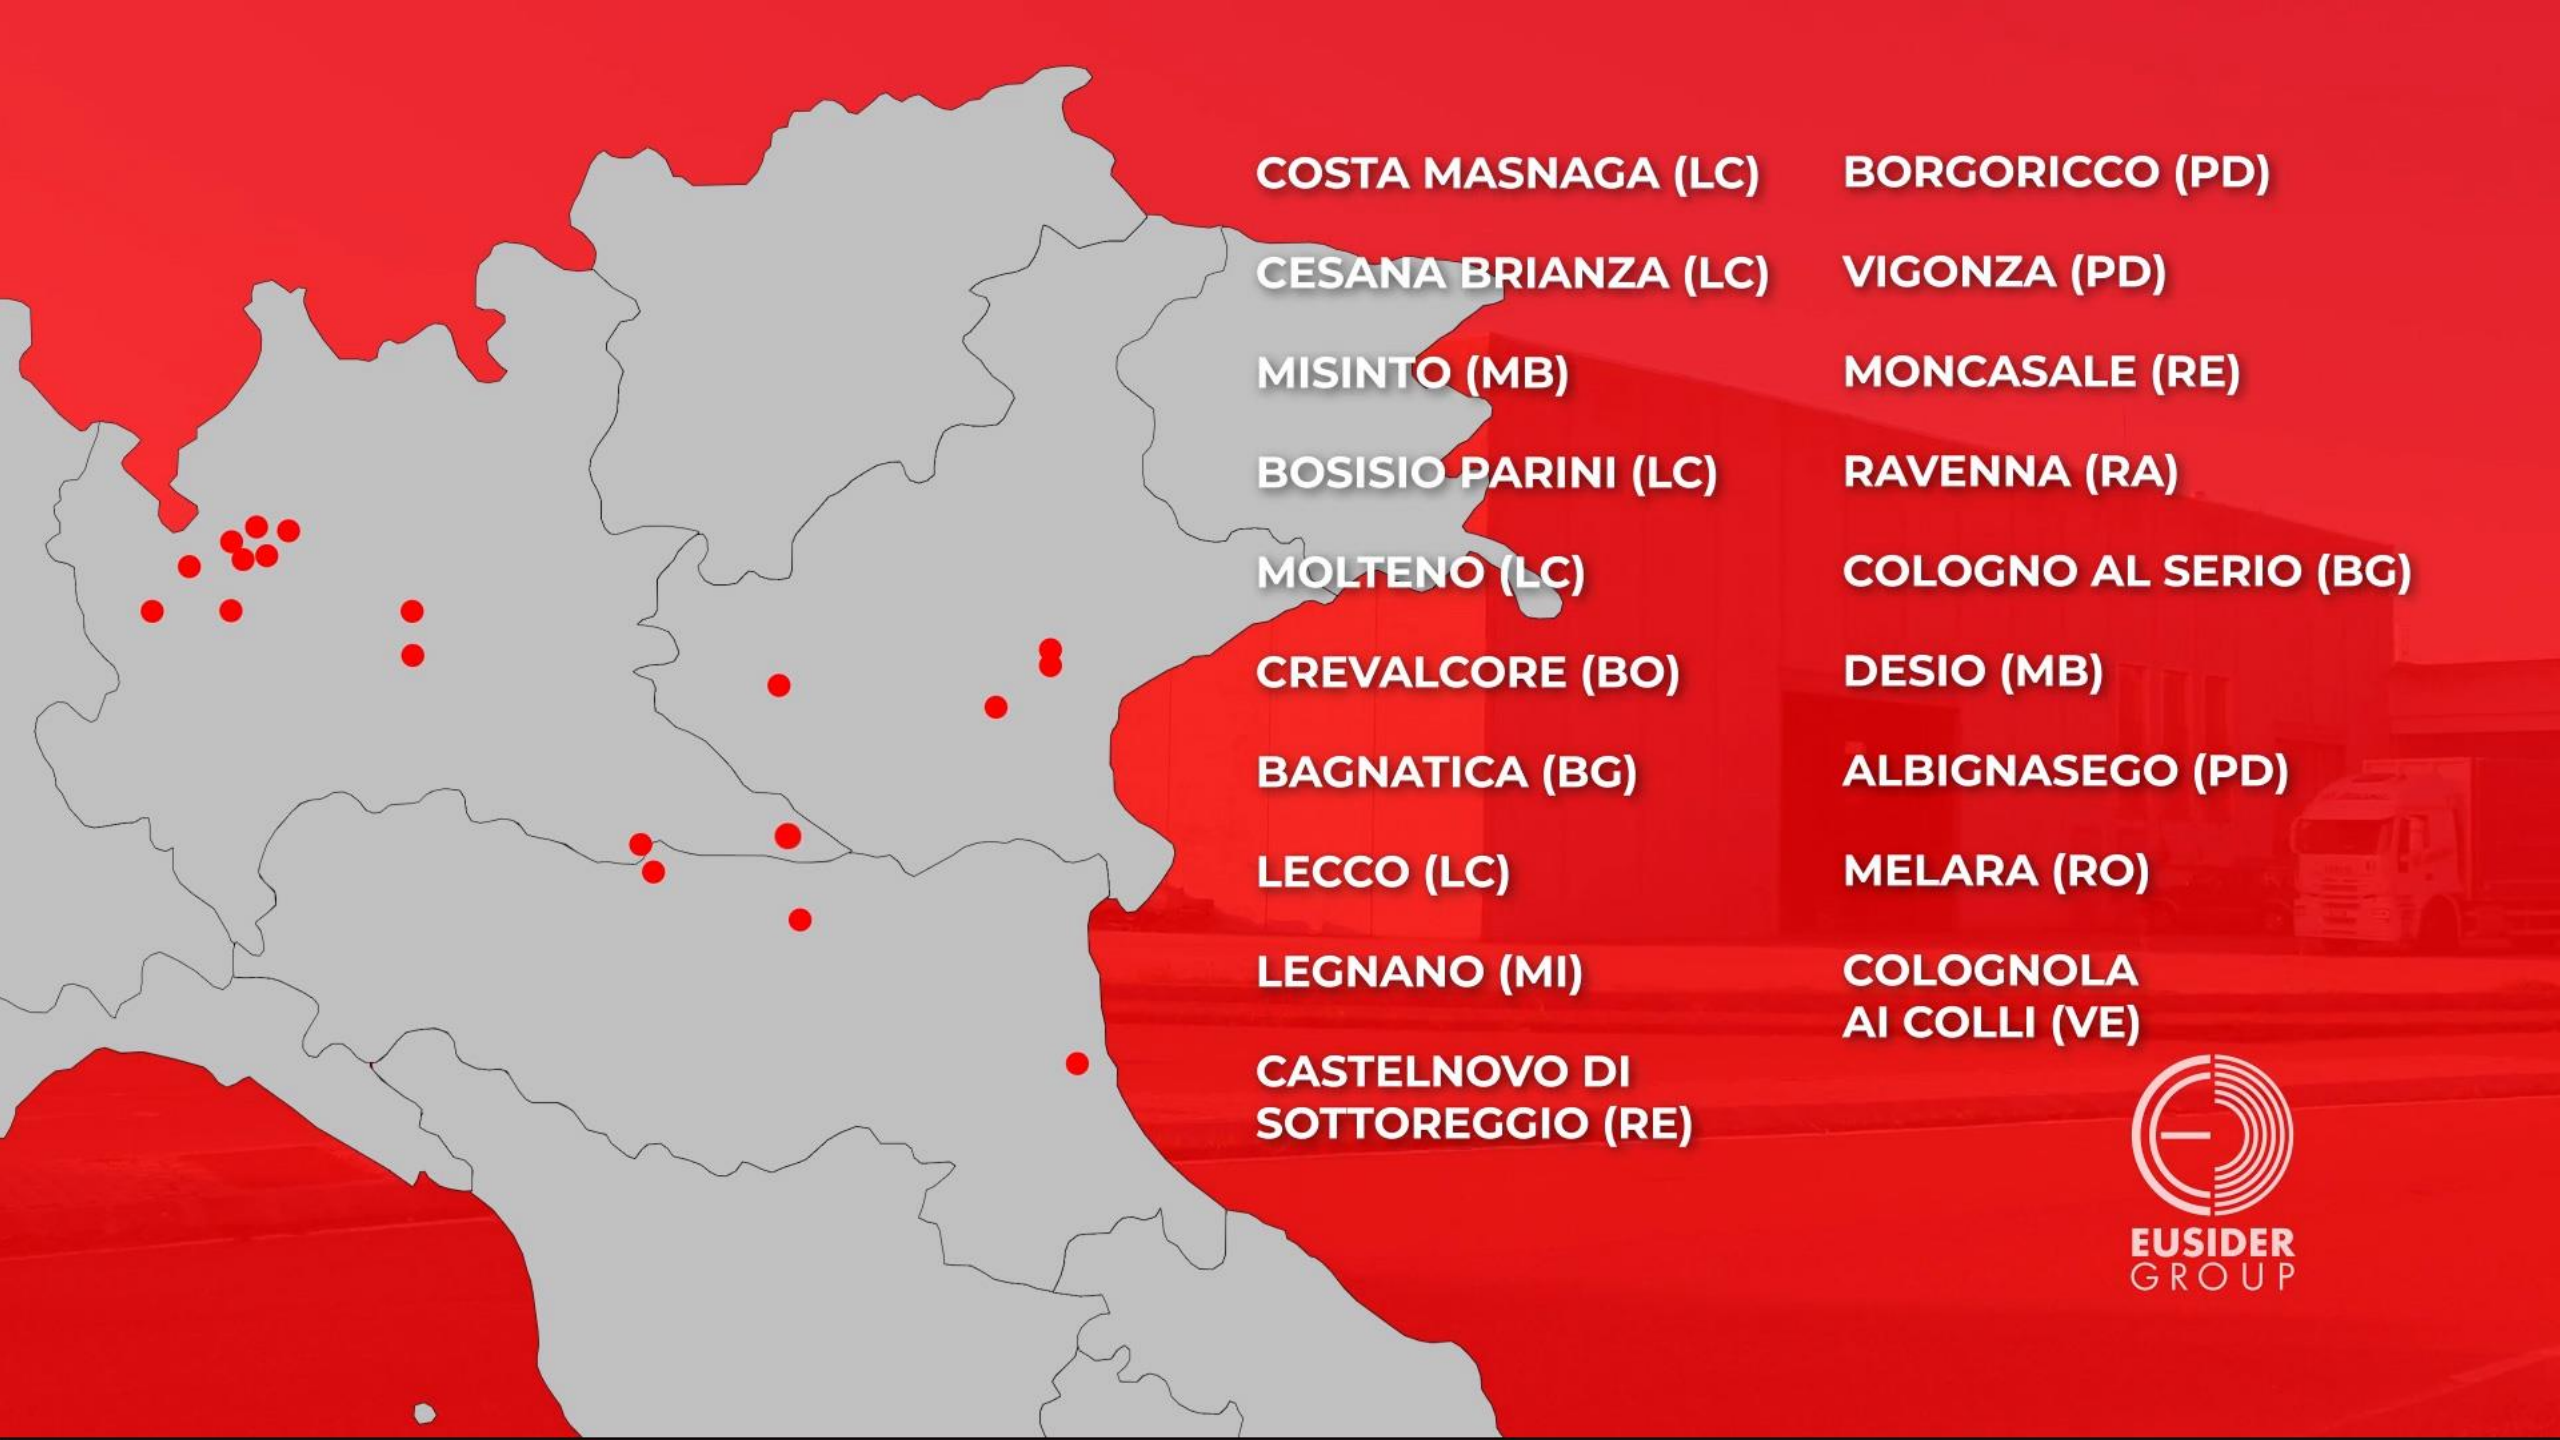 COSTA MASNAGA (LC)
CESANA BRIANZA (LC)
MISINTO (MB)
BOSISIO PARINI (LC)
MOLTENO (LC)
CREVALCORE (BO)
BAGNATICA (BG)
LECCO (LC)
LEGNANO (MI)
CASTELNOVO DI
SOTTOREGGIO (RE)
BORGORICCO (PD)
VIGONZA (PD)
MONCASALE (RE)
RAVENNA (RA)
COLOGNO AL SERIO (BG)
DESIO (MB)
ALBIGNASEGO (PD)
MELARA (RO)
COLOGNOLA
AI COLLI (VE)
EUSIDER
GROUP